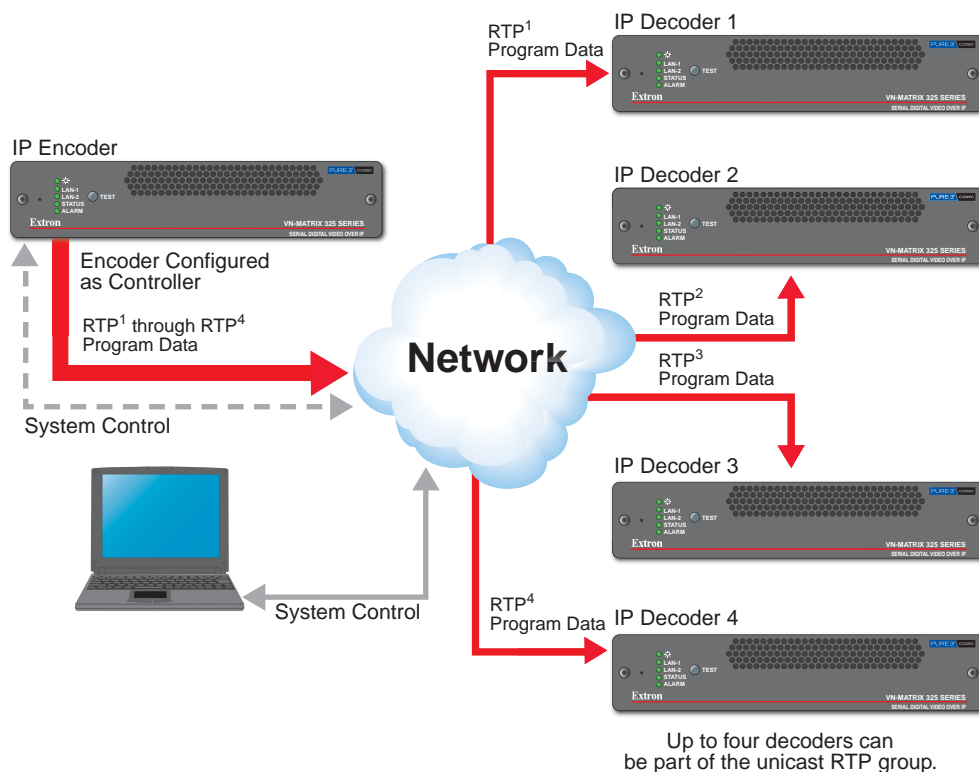 IP Decoder 1
RTP¹
Program Data
PURE3® CODEC
LAN-1
LAN-2
STATUS
ALARM
TEST
Extron
VN-MATRIX 325 SERIES
SERIAL DIGITAL VIDEO OVER IP
IP Encoder
PURE3® CODEC
LAN-1
LAN-2
STATUS
ALARM
TEST
Extron
VN-MATRIX 325 SERIES
SERIAL DIGITAL VIDEO OVER IP
Encoder Configured
as Controller
RTP¹ through RTP⁴
Program Data
System Control
IP Decoder 2
PURE3® CODEC
LAN-1
LAN-2
STATUS
ALARM
TEST
Extron
VN-MATRIX 325 SERIES
SERIAL DIGITAL VIDEO OVER IP
RTP²
Program Data
Network
RTP³
Program Data
IP Decoder 3
PURE3® CODEC
LAN-1
LAN-2
STATUS
ALARM
TEST
Extron
VN-MATRIX 325 SERIES
SERIAL DIGITAL VIDEO OVER IP
System Control
RTP⁴
Program Data
IP Decoder 4
PURE3® CODEC
LAN-1
LAN-2
STATUS
ALARM
TEST
Extron
VN-MATRIX 325 SERIES
SERIAL DIGITAL VIDEO OVER IP
Up to four decoders can
be part of the unicast RTP group.